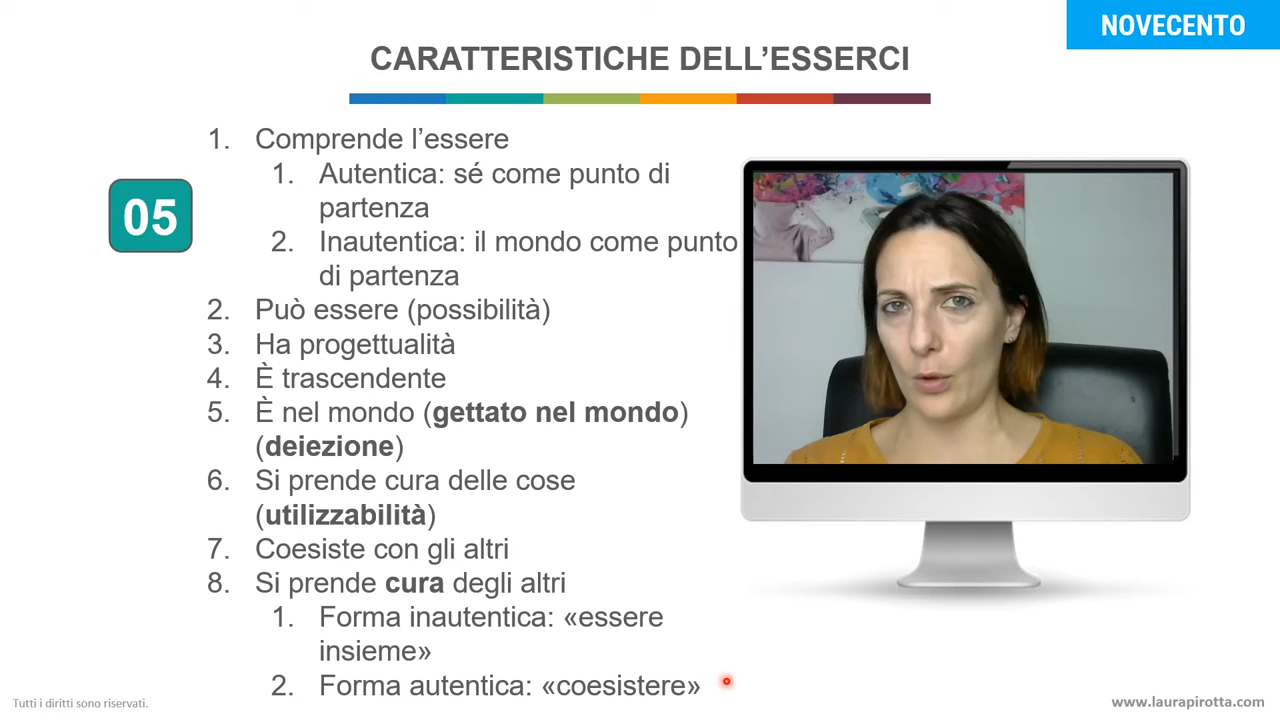 NOVECENTO
CARATTERISTICHE DELL’ESSERCI
05
1. Comprende l’essere
1. Autentica: sé come punto di
partenza
2. Inautentica: il mondo come punto
di partenza
2. Può essere (possibilità)
3. Ha progettualità
4. È trascendente
5. È nel mondo (gettato nel mondo)
(deiezione)
6. Si prende cura delle cose
(utilizzabilità)
7. Coesiste con gli altri
8. Si prende cura degli altri
1. Forma inautentica: «essere
insieme»
2. Forma autentica: «coesistere»
Tutti i diritti sono riservati.
www.laurapirotta.com